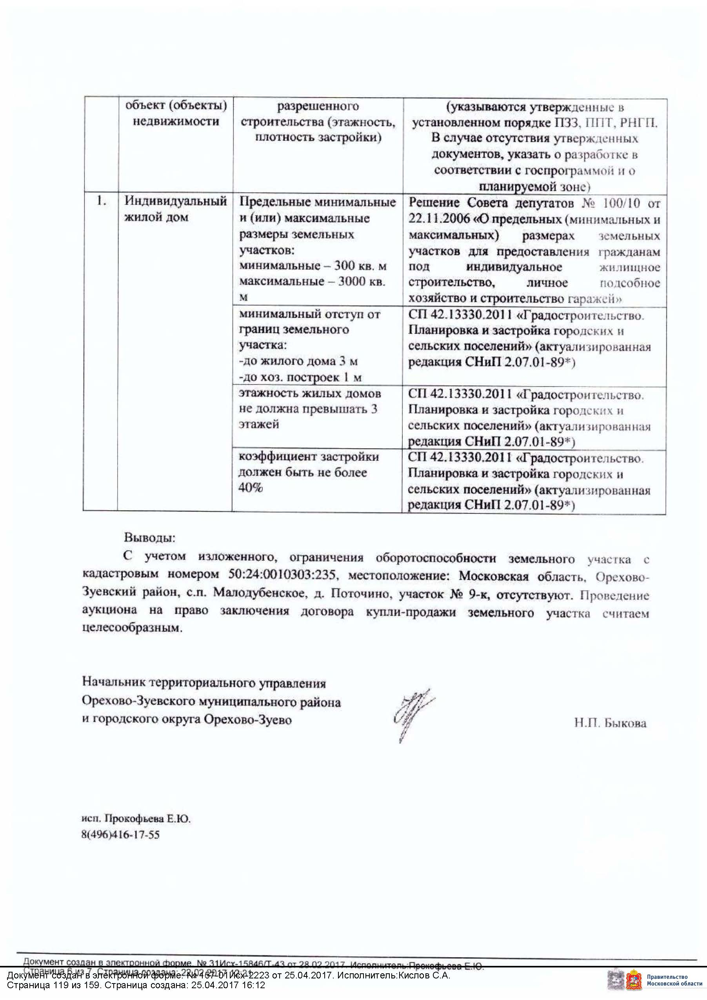 объект (объекты)
недвижимости
разрешенного
строительства (этажность,
плотность застройки)
(указываются утвержденные в
установленном порядке ПЗЗ, ППТ, РНГП.
В случае отсутствия утвержденных
документов, указать о разработке в
соответствии с госпрограммой и о
планируемой зоне)
1.
Индивидуальный
жилой дом
Предельные минимальные
и (или) максимальные
размеры земельных
участков:
минимальные – 300 кв. м
максимальные – 3000 кв.
м
Решение Совета депутатов № 100/10 от
22.11.2006 «О предельных (минимальных и
максимальных) размерах земельных
участков для предоставления гражданам
под индивидуальное жилищное
строительство, личное подсобное
хозяйство и строительство гаражей»
минимальный отступ от
границ земельного
участка:
-до жилого дома 3 м
-до хоз. построек 1 м
СП 42.13330.2011 «Градостроительство.
Планировка и застройка городских и
сельских поселений» (актуализированная
редакция СНиП 2.07.01-89*)
этажность жилых домов
не должна превышать 3
этажей
СП 42.13330.2011 «Градостроительство.
Планировка и застройка городских и
сельских поселений» (актуализированная
редакция СНиП 2.07.01-89*)
коэффициент застройки
должен быть не более
40%
СП 42.13330.2011 «Градостроительство.
Планировка и застройка городских и
сельских поселений» (актуализированная
редакция СНиП 2.07.01-89*)
Выводы:
С учетом изложенного, ограничения оборотоспособности земельного участка с
кадастровым номером 50:24:0010303:235, местоположение: Московская область, Орехово-
Зуевский район, с.п. Малодубенское, д. Поточино, участок № 9-к, отсутствуют. Проведение
аукциона на право заключения договора купли-продажи земельного участка считаем
целесообразным.
Начальник территориального управления
Орехово-Зуевского муниципального района
и городского округа Орехово-Зуево
Н.П. Быкова
исп. Прокофьева Е.Ю.
8(496)416-17-55
Документ создан в электронной форме. № 31Исх-15846/Т-43 от 28.02.2017. Исполнитель:Прокофьева Е.Ю.
Страница 6 из 7. Страница создана:
Документ создан в электронной форме. № 157-01Исх-2223 от 25.04.2017. Исполнитель:Кислов С.А.
Страница 119 из 159. Страница создана: 25.04.2017 16:12
Правительство
Московской области